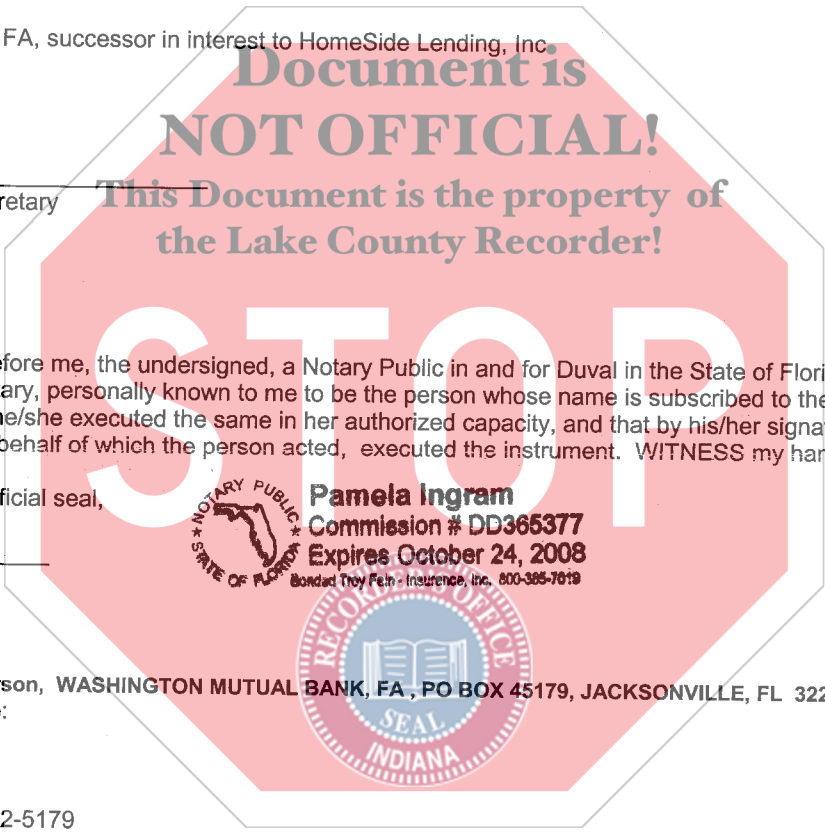 FA, successor in interest to HomeSide Lending, Inc
Document is
NOT OFFICIAL!
retary
This Document is the property of
the Lake County Recorder!
STOP
fore me, the undersigned, a Notary Public in and for Duval in the State of Flori
ary, personally known to me to be the person whose name is subscribed to the
he/she executed the same in her authorized capacity, and that by his/her signa
behalf of which the person acted, executed the instrument. WITNESS my han
ficial seal,
NOTARY PUBLIC
STATE OF FLORIDA
Pamela Ingram
Commission # DD365377
Expires October 24, 2008
Bonded Troy Fain - Insurance, Inc. 800-385-7019
RECORDER'S OFFICE
SEAL
INDIANA
rson, WASHINGTON MUTUAL BANK, FA , PO BOX 45179, JACKSONVILLE, FL 322
:
2-5179